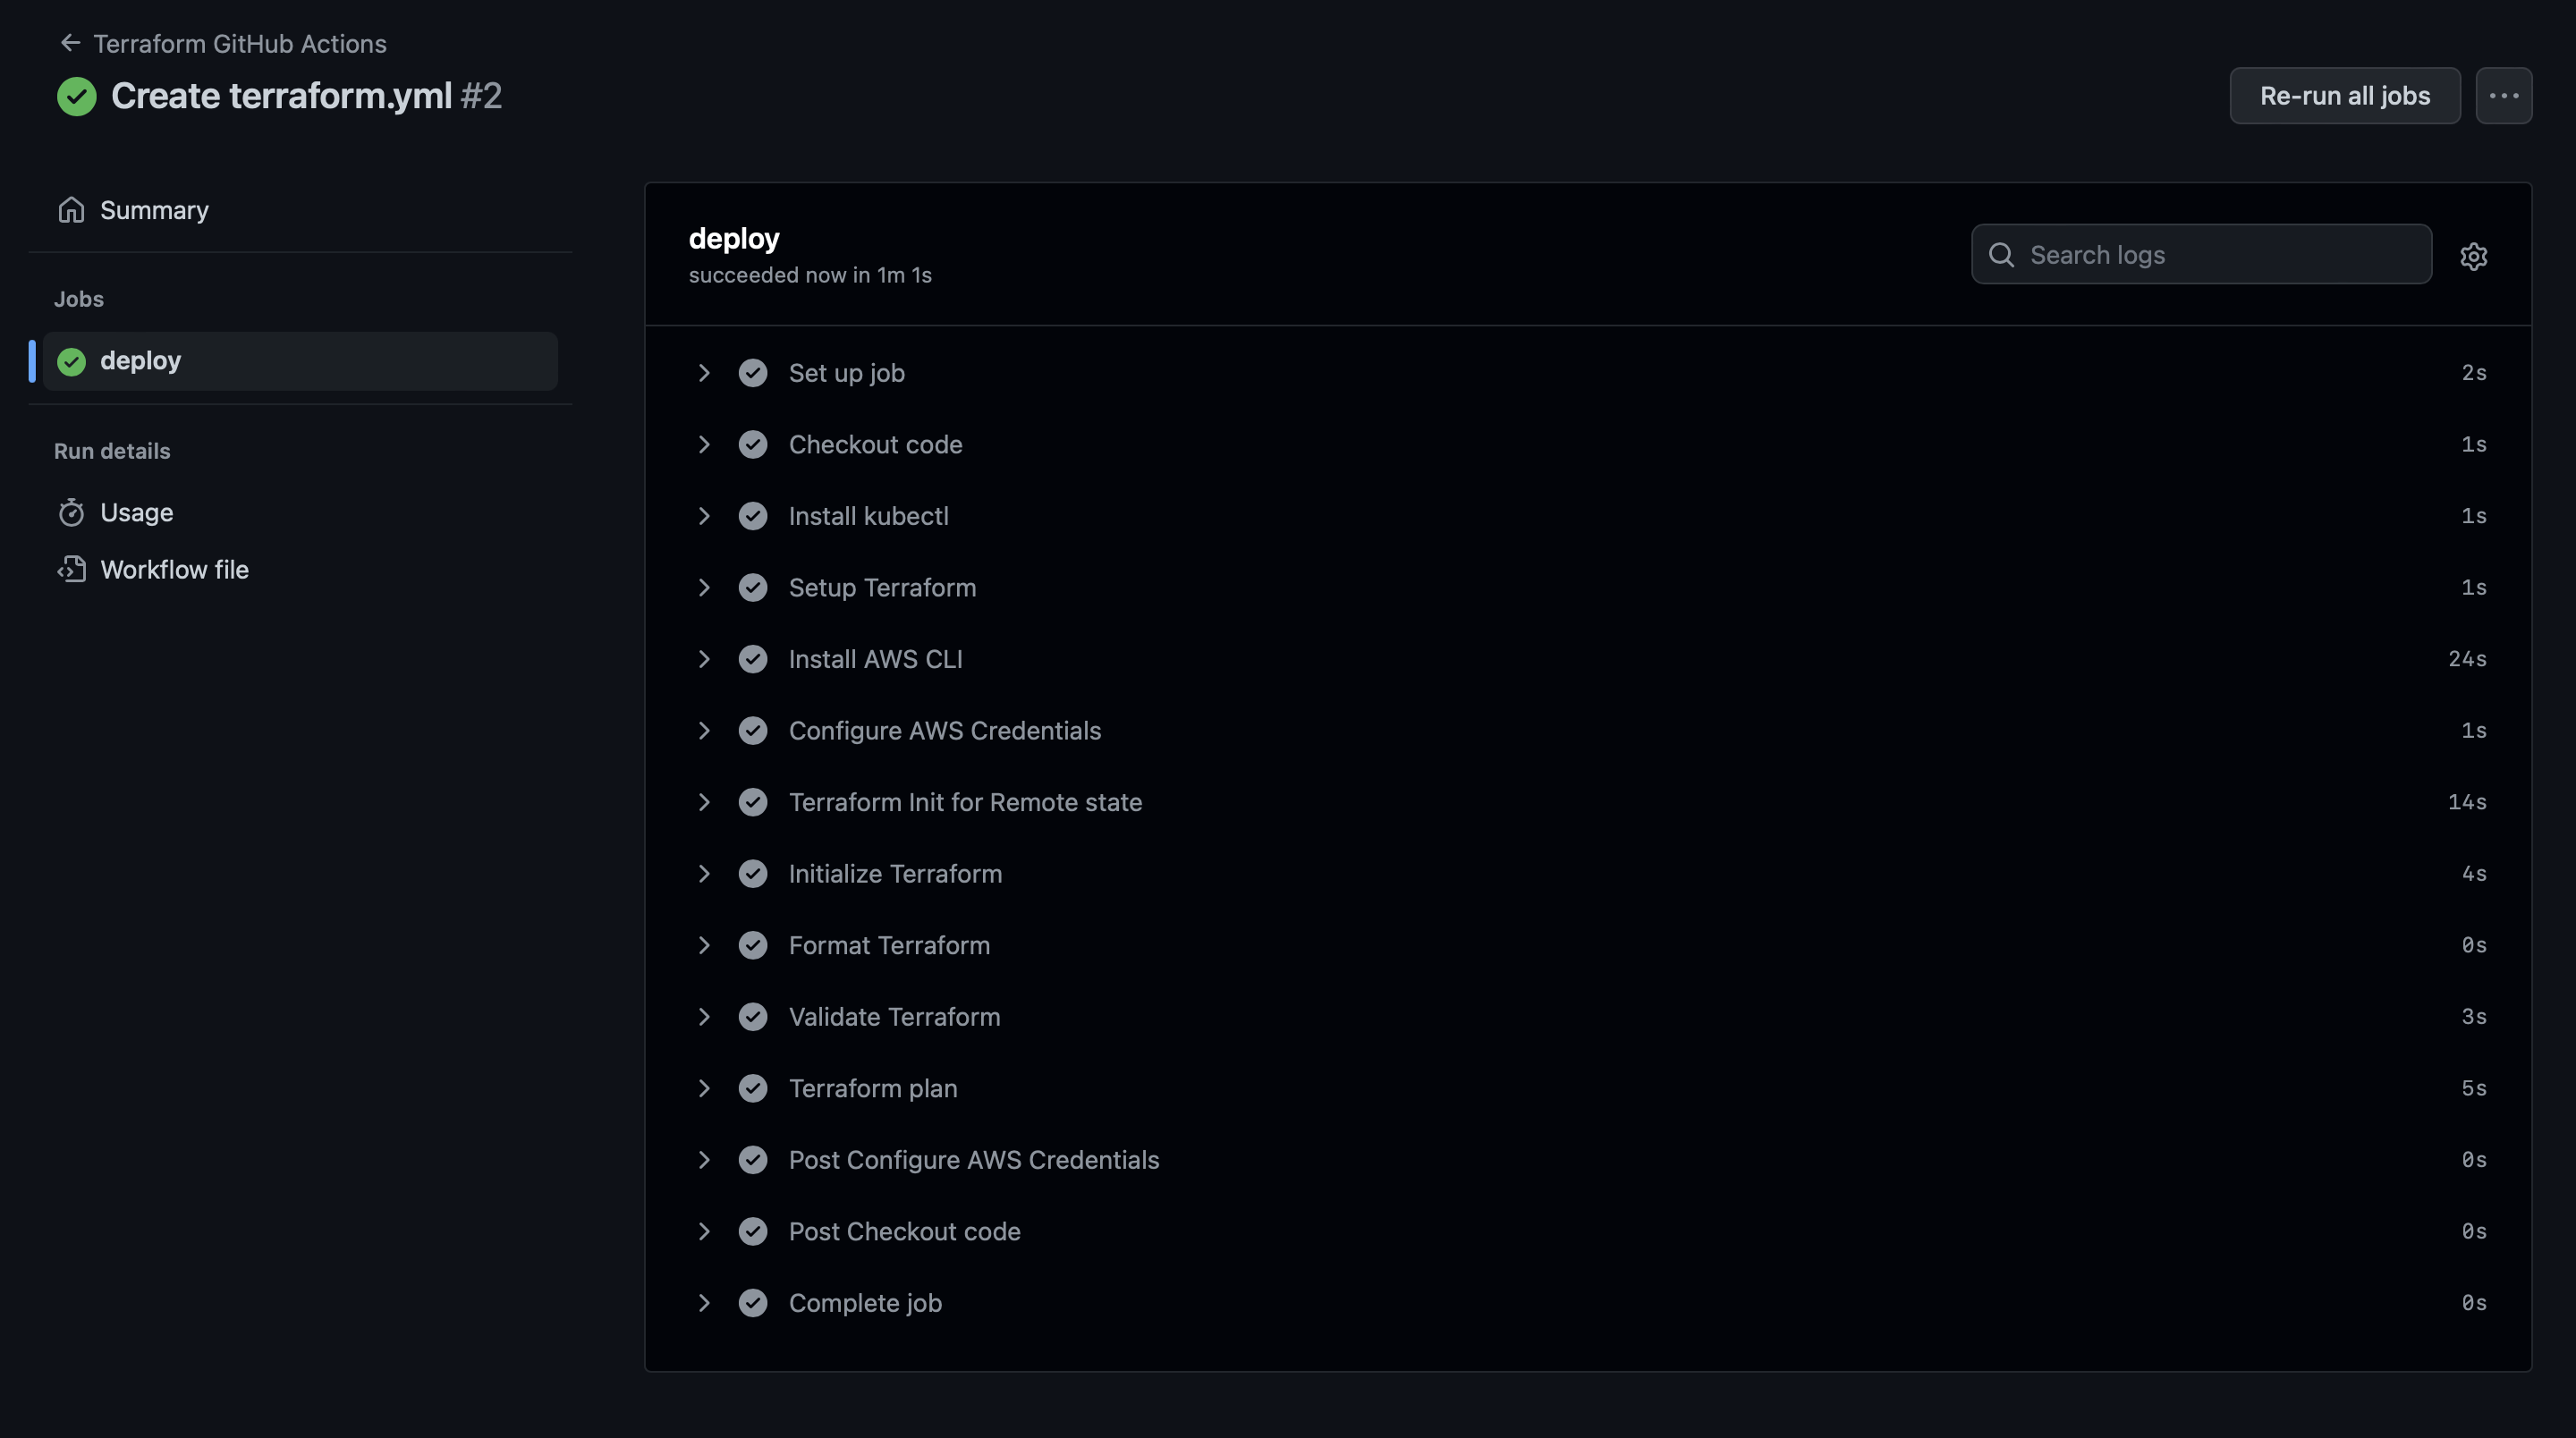 Terraform GitHub Actions
Create terraform.yml #2
Re-run all jobs
Summary
Jobs
deploy
Run details
Usage
Workflow file
deploy
succeeded now in 1m 1s
Search logs
Set up job 2s
Checkout code 1s
Install kubectl 1s
Setup Terraform 1s
Install AWS CLI 24s
Configure AWS Credentials 1s
Terraform Init for Remote state 14s
Initialize Terraform 4s
Format Terraform 0s
Validate Terraform 3s
Terraform plan 5s
Post Configure AWS Credentials 0s
Post Checkout code 0s
Complete job 0s